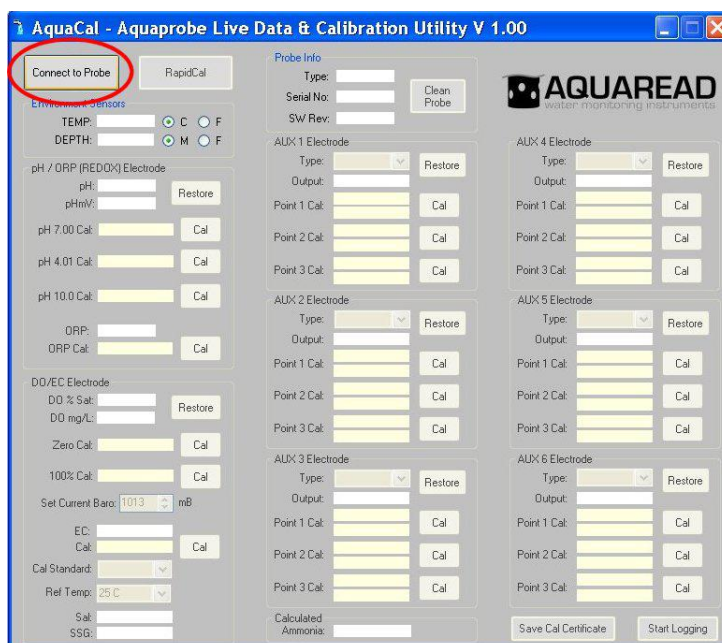 AquaCal - Aquaprobe Live Data & Calibration Utility V 1.00
Connect to Probe
RapidCal
Environment Sensors
TEMP:
C
F
DEPTH:
M
F
pH / ORP (REDOX) Electrode
pH:
pHmV:
Restore
pH 7.00 Cal:
Cal
pH 4.01 Cal:
Cal
pH 10.0 Cal:
Cal
ORP:
ORP Cal:
Cal
DO/EC Electrode
DO % Sat:
DO mg/L:
Restore
Zero Cal:
Cal
100% Cal:
Cal
Set Current Baro:
1013
mB
EC:
Cal:
Cal
Cal Standard:
Ref Temp:
25 C
Sal:
SSG:
Probe Info
Type:
Serial No:
SW Rev:
Clean
Probe
AUX 1 Electrode
Type:
Restore
Output:
Point 1 Cal:
Cal
Point 2 Cal:
Cal
Point 3 Cal:
Cal
AUX 2 Electrode
Type:
Restore
Output:
Point 1 Cal:
Cal
Point 2 Cal:
Cal
Point 3 Cal:
Cal
AUX 3 Electrode
Type:
Restore
Output:
Point 1 Cal:
Cal
Point 2 Cal:
Cal
Point 3 Cal:
Cal
Calculated
Ammonia:
AQUAREAD
water monitoring instruments
AUX 4 Electrode
Type:
Restore
Output:
Point 1 Cal:
Cal
Point 2 Cal:
Cal
Point 3 Cal:
Cal
AUX 5 Electrode
Type:
Restore
Output:
Point 1 Cal:
Cal
Point 2 Cal:
Cal
Point 3 Cal:
Cal
AUX 6 Electrode
Type:
Restore
Output:
Point 1 Cal:
Cal
Point 2 Cal:
Cal
Point 3 Cal:
Cal
Save Cal Certificate
Start Logging